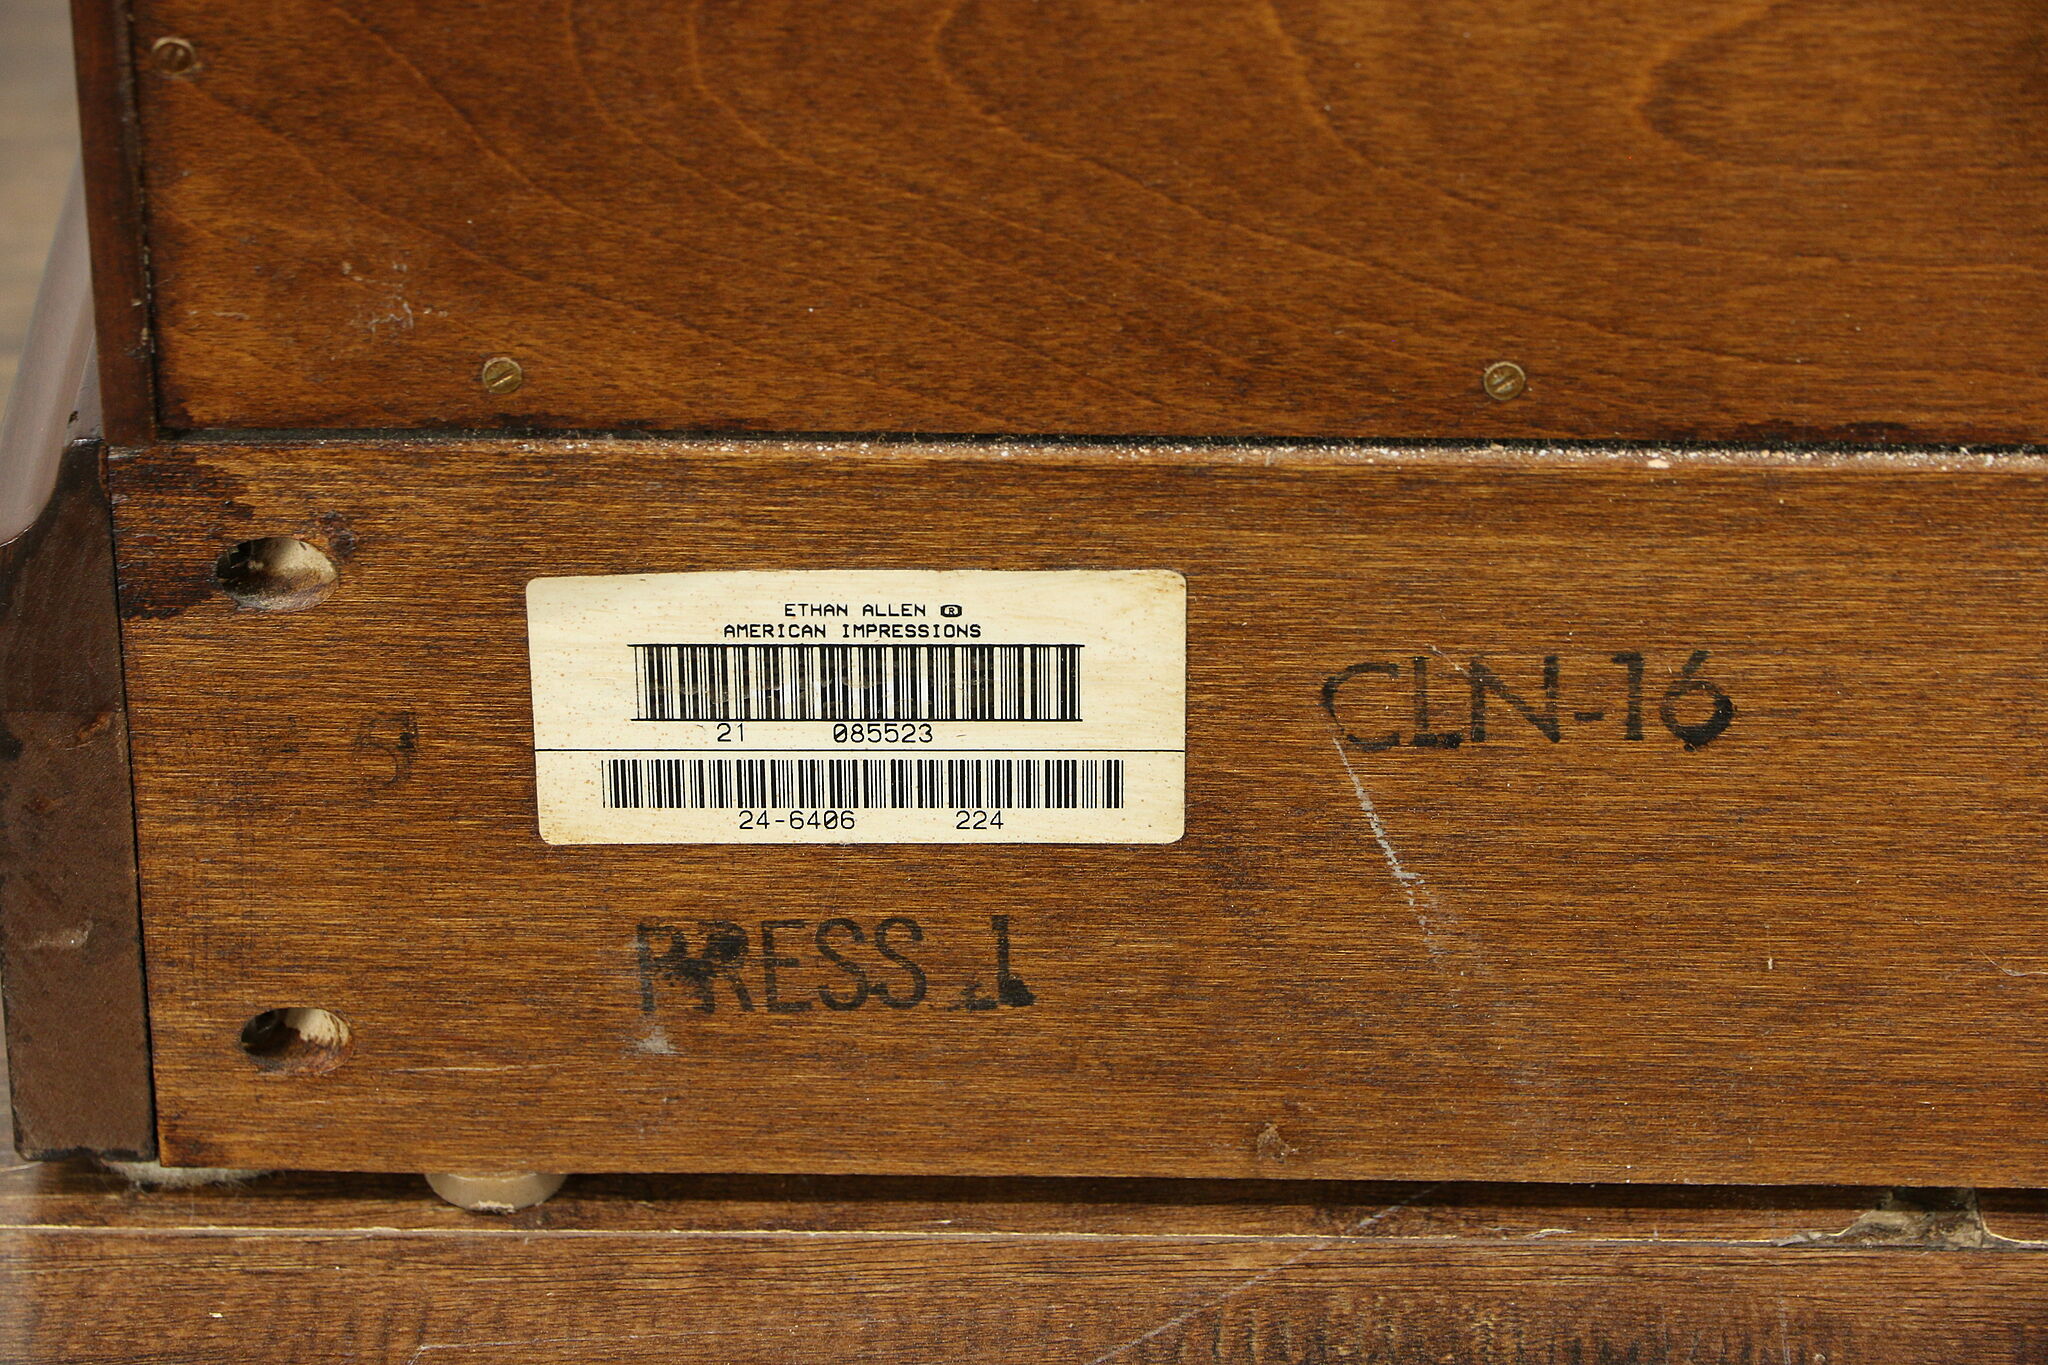 ETHAN ALLEN ®
AMERICAN IMPRESSIONS
21 085523
24-6406 224
CLN-16
PRESS 1